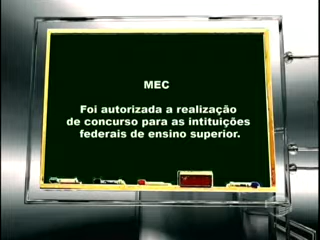 MEC
Foi autorizada a realização
de concurso para as intituições
federais de ensino superior.